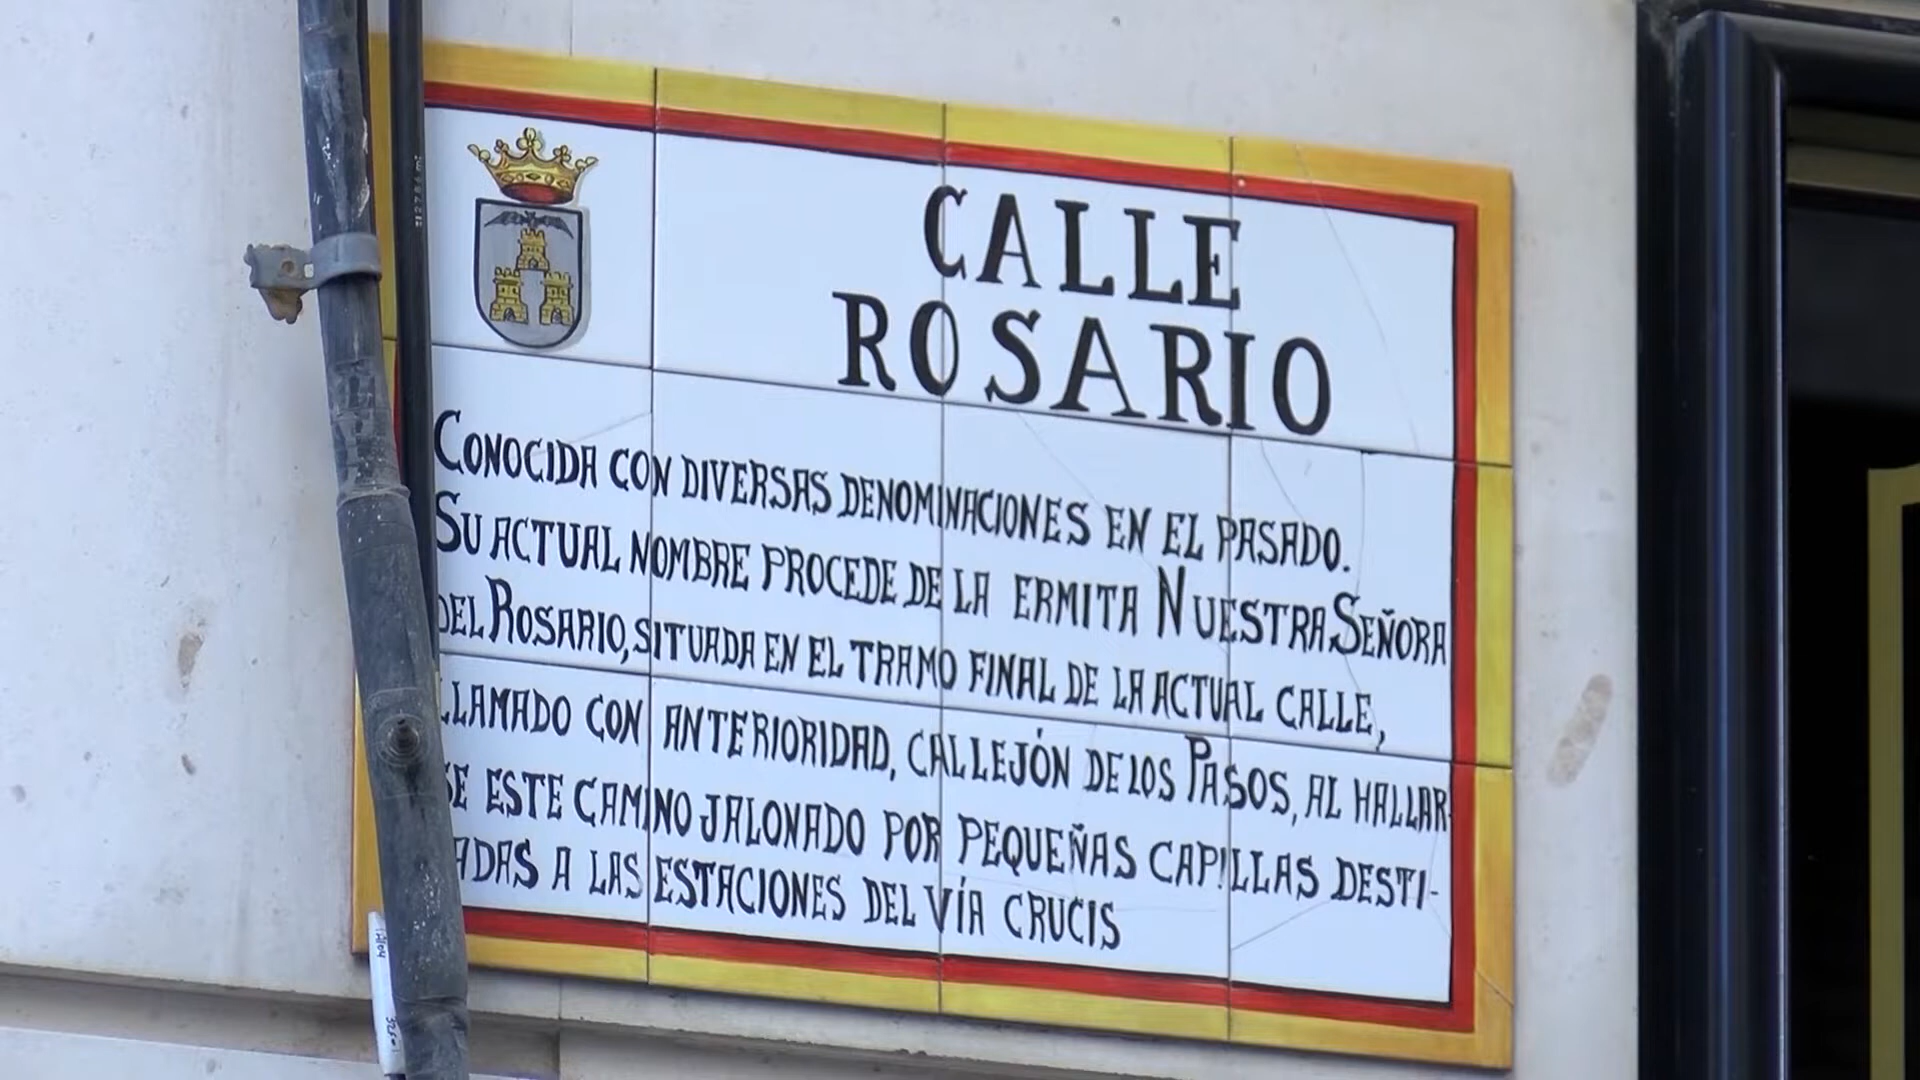 CALLE
ROSARIO
CONOCIDA CON DIVERSAS DENOMINACIONES EN EL PASADO.
SU ACTUAL NOMBRE PROCEDE DE LA ERMITA NUESTRA SEÑORA
DEL ROSARIO, SITUADA EN EL TRAMO FINAL DE LA ACTUAL CALLE,
LLAMADO CON ANTERIORIDAD, CALLEJÓN DE LOS PASOS, AL HALLAR-
SE ESTE CAMINO JALONADO POR PEQUEÑAS CAPILLAS DESTI-
ADAS A LAS ESTACIONES DEL VÍA CRUCIS